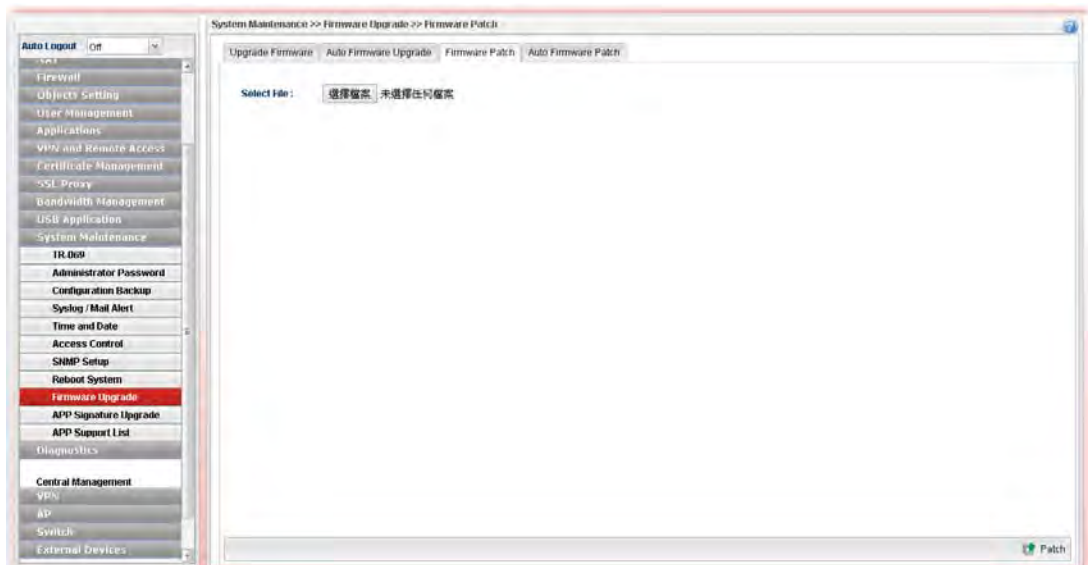 System Maintenance >> Firmware Upgrade >> Firmware Patch
Auto Logout Off
Upgrade Firmware Auto Firmware Upgrade Firmware Patch Auto Firmware Patch
Select File : 選擇檔案 未選擇任何檔案
NAT
Firewall
Objects Setting
User Management
Applications
VPN and Remote Access
Certificate Management
SSL Proxy
Bandwidth Management
USB Application
System Maintenance
TR-069
Administrator Password
Configuration Backup
Syslog / Mail Alert
Time and Date
Access Control
SNMP Setup
Reboot System
Firmware Upgrade
APP Signature Upgrade
APP Support List
Diagnostics
Central Management
VPN
AP
Switch
External Devices
Patch